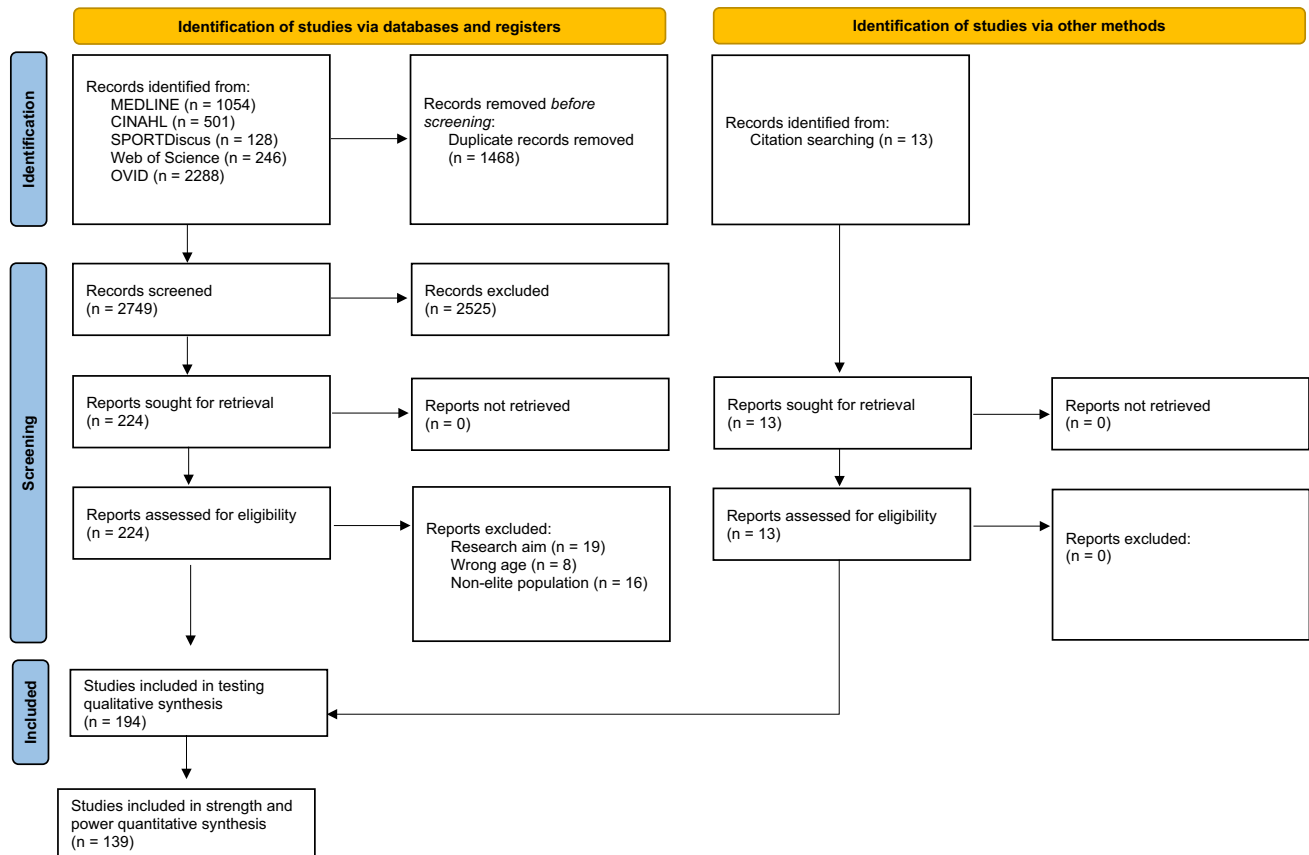 Identification of studies via databases and registers
Identification of studies via other methods
Identification
Records identified from:
MEDLINE (n = 1054)
CINAHL (n = 501)
SPORTDiscus (n = 128)
Web of Science (n = 246)
OVID (n = 2288)
Records removed before
screening:
Duplicate records removed
(n = 1468)
Records identified from:
Citation searching (n = 13)
Screening
Records screened
(n = 2749)
Records excluded
(n = 2525)
Reports sought for retrieval
(n = 224)
Reports not retrieved
(n = 0)
Reports sought for retrieval
(n = 13)
Reports not retrieved
(n = 0)
Reports assessed for eligibility
(n = 224)
Reports excluded:
Research aim (n = 19)
Wrong age (n = 8)
Non-elite population (n = 16)
Reports assessed for eligibility
(n = 13)
Reports excluded:
(n = 0)
Included
Studies included in testing
qualitative synthesis
(n = 194)
Studies included in strength and
power quantitative synthesis
(n = 139)